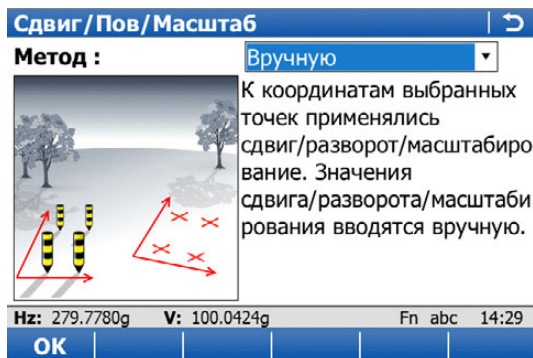 Сдвиг/Пов/Масштаб
Метод :
Вручную
К координатам выбранных
точек применялись
сдвиг/разворот/масштабиро
вание. Значения
сдвига/разворота/масштаби
рования вводятся вручную.
Hz: 279.7780g V: 100.0424g Fn abc 14:29
OK